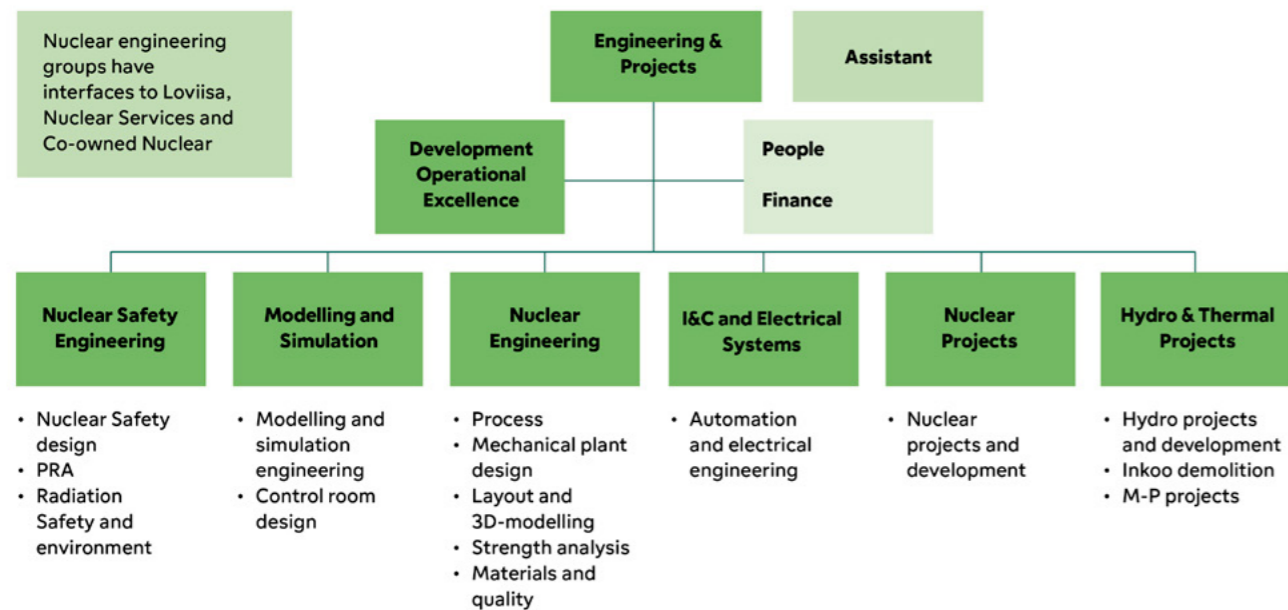 Nuclear engineering
groups have
interfaces to Loviisa,
Nuclear Services and
Co-owned Nuclear
Engineering &
Projects
Assistant
Development
Operational
Excellence
People
Finance
Nuclear Safety
Engineering
• Nuclear Safety
design
• PRA
• Radiation
Safety and
environment
Modelling and
Simulation
• Modelling and
simulation
engineering
• Control room
design
Nuclear
Engineering
• Process
• Mechanical plant
design
• Layout and
3D-modelling
• Strength analysis
• Materials and
quality
I&C and Electrical
Systems
• Automation
and electrical
engineering
Nuclear
Projects
• Nuclear
projects and
development
Hydro & Thermal
Projects
• Hydro projects
and development
• Inkoo demolition
• M-P projects